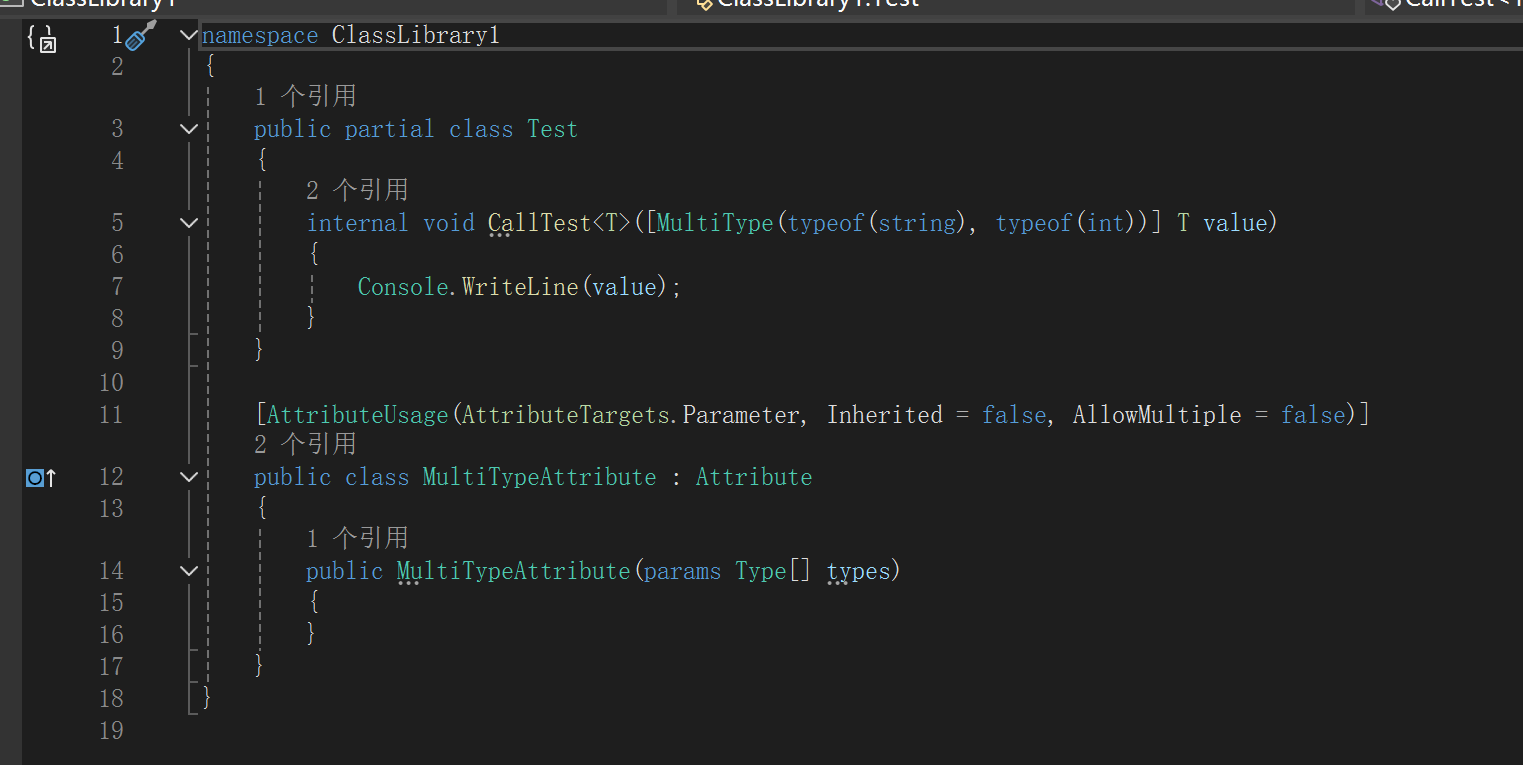 ClassLibrary1
ClassLibrary1.Test
1 namespace ClassLibrary1
2 {
1 个引用
3 public partial class Test
4 {
2 个引用
5 internal void CallTest<T>([MultiType(typeof(string), typeof(int))] T value)
6 {
7 Console.WriteLine(value);
8 }
9 }
10
11 [AttributeUsage(AttributeTargets.Parameter, Inherited = false, AllowMultiple = false)]
2 个引用
12 public class MultiTypeAttribute : Attribute
13 {
1 个引用
14 public MultiTypeAttribute(params Type[] types)
15 {
16 }
17 }
18 }
19